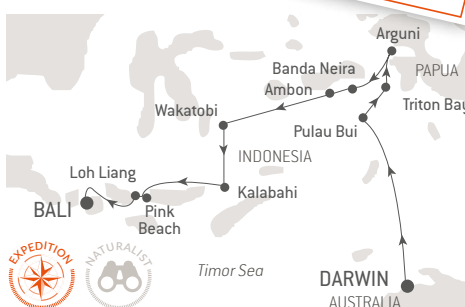 Arguni
Banda Neira
PAPUA
Ambon
Triton Bay
Wakatobi
Pulau Bui
INDONESIA
Loh Liang
Kalabahi
BALI
Pink
Beach
EXPEDITION
NATURALIST
Timor Sea
DARWIN
AUSTRALIA